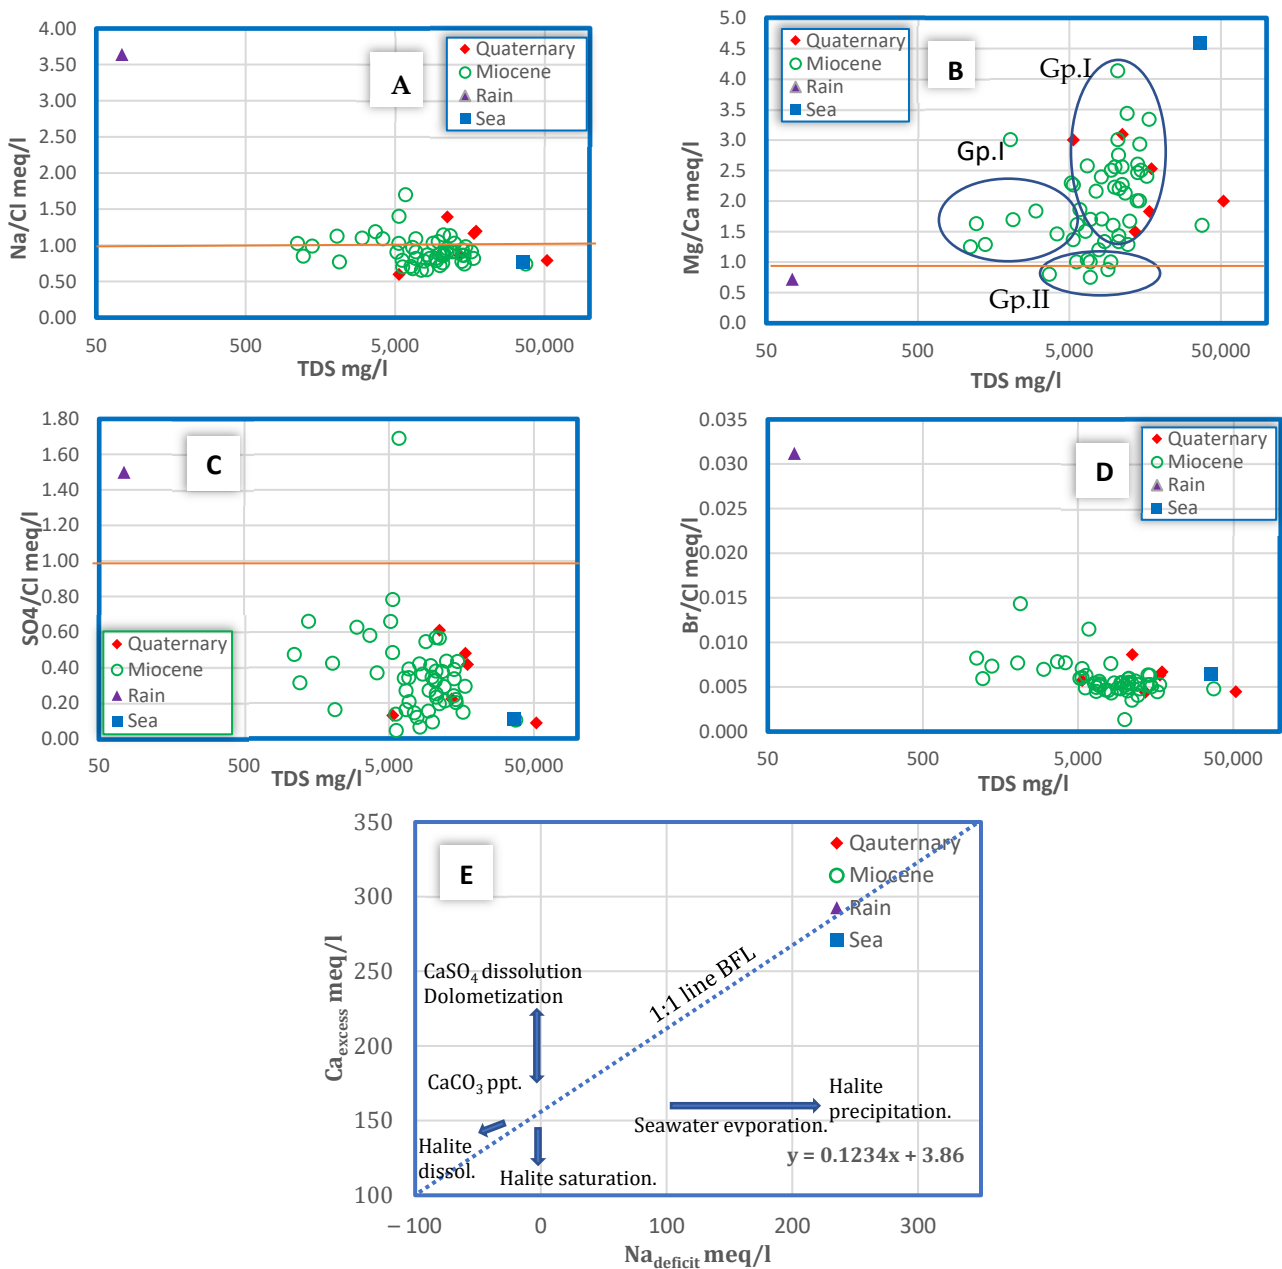 4.00
3.50
3.00
2.50
2.00
1.50
1.00
0.50
0.00
Na/Cl meq/l
A
Quaternary
Miocene
Rain
Sea
50
500
5,000
50,000
TDS mg/l
5.0
4.5
4.0
3.5
3.0
2.5
2.0
1.5
1.0
0.5
0.0
Mg/Ca meq/l
Quaternary
Miocene
Rain
Sea
B
Gp.I
Gp.I
Gp.II
50
500
5,000
50,000
TDS mg/l
1.80
1.60
1.40
1.20
1.00
0.80
0.60
0.40
0.20
0.00
SO4/Cl meq/l
C
Quaternary
Miocene
Rain
Sea
50
500
5,000
50,000
TDS mg/l
0.035
0.030
0.025
0.020
0.015
0.010
0.005
0.000
Br/Cl meq/l
D
Quaternary
Miocene
Rain
Sea
50
500
5,000
50,000
TDS mg/l
350
300
250
200
150
100
Ca_excess meq/l
E
Qauternary
Miocene
Rain
Sea
1:1 line BFL
CaSO₄ dissolution
Dolometization
CaCO₃ ppt.
Halite
dissol.
Halite saturation.
Seawater evporation.
Halite
precipitation.
y = 0.1234x + 3.86
– 100
0
100
200
300
Na_deficit meq/l